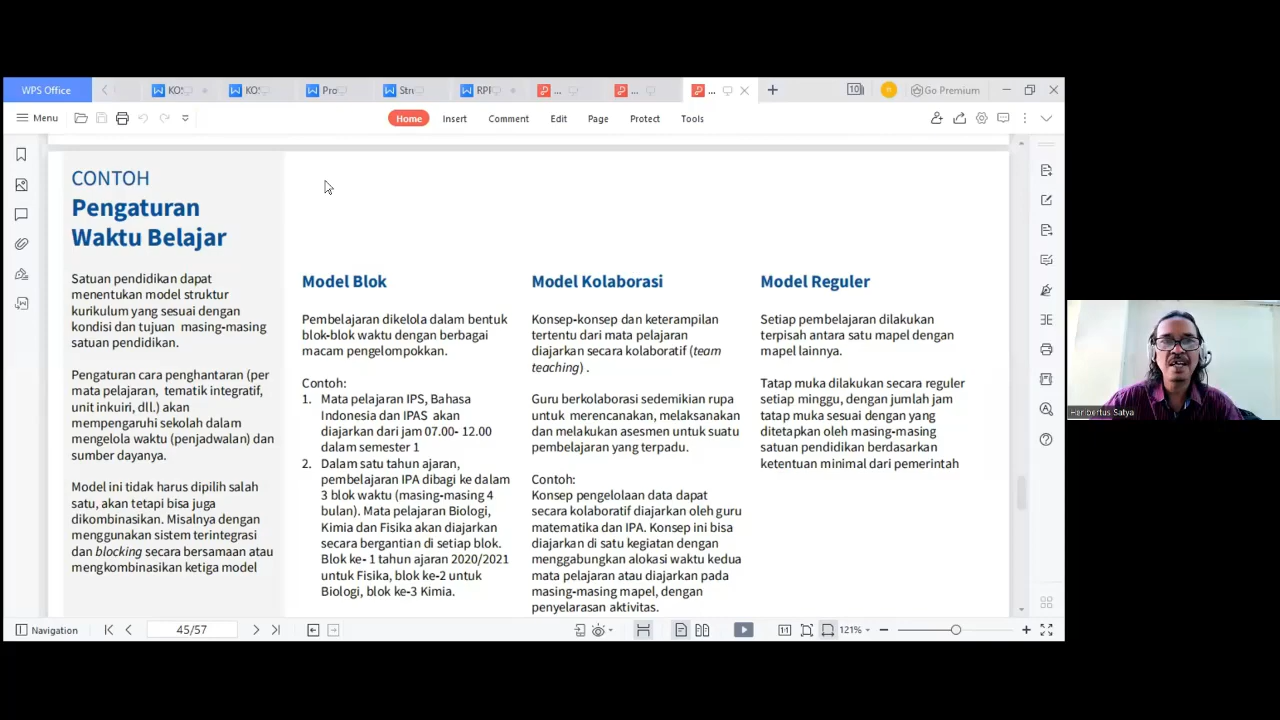 WPS Office
KO
KO
Pro
Stru
RPI
...
...
...
10
Go Premium
Menu
Home
Insert
Comment
Edit
Page
Protect
Tools
CONTOH
Pengaturan
Waktu Belajar
Satuan pendidikan dapat
menentukan model struktur
kurikulum yang sesuai dengan
kondisi dan tujuan masing-masing
satuan pendidikan.
Pengaturan cara penghantaran (per
mata pelajaran, tematik integratif,
unit inkuiri, dll.) akan
mempengaruhi sekolah dalam
mengelola waktu (penjadwalan) dan
sumber dayanya.
Model ini tidak harus dipilih salah
satu, akan tetapi bisa juga
dikombinasikan. Misalnya dengan
menggunakan sistem terintegrasi
dan blocking secara bersamaan atau
mengkombinasikan ketiga model
Model Blok
Pembelajaran dikelola dalam bentuk
blok-blok waktu dengan berbagai
macam pengelompokkan.
Contoh:
1. Mata pelajaran IPS, Bahasa
Indonesia dan IPAS akan
diajarkan dari jam 07.00- 12.00
dalam semester 1
2. Dalam satu tahun ajaran,
pembelajaran IPA dibagi ke dalam
3 blok waktu (masing-masing 4
bulan). Mata pelajaran Biologi,
Kimia dan Fisika akan diajarkan
secara bergantian di setiap blok.
Blok ke- 1 tahun ajaran 2020/2021
untuk Fisika, blok ke-2 untuk
Biologi, blok ke-3 Kimia.
Model Kolaborasi
Konsep-konsep dan keterampilan
tertentu dari mata pelajaran
diajarkan secara kolaboratif (team
teaching) .
Guru berkolaborasi sedemikian rupa
untuk merencanakan, melaksanakan
dan melakukan asesmen untuk suatu
pembelajaran yang terpadu.
Contoh:
Konsep pengelolaan data dapat
secara kolaboratif diajarkan oleh guru
matematika dan IPA. Konsep ini bisa
diajarkan di satu kegiatan dengan
menggabungkan alokasi waktu kedua
mata pelajaran atau diajarkan pada
masing-masing mapel, dengan
penyelarasan aktivitas.
Model Reguler
Setiap pembelajaran dilakukan
terpisah antara satu mapel dengan
mapel lainnya.
Tatap muka dilakukan secara reguler
setiap minggu, dengan jumlah jam
tatap muka sesuai dengan yang
ditetapkan oleh masing-masing
satuan pendidikan berdasarkan
ketentuan minimal dari pemerintah
Heribertus Satya
Navigation
45/57
1:1
121%